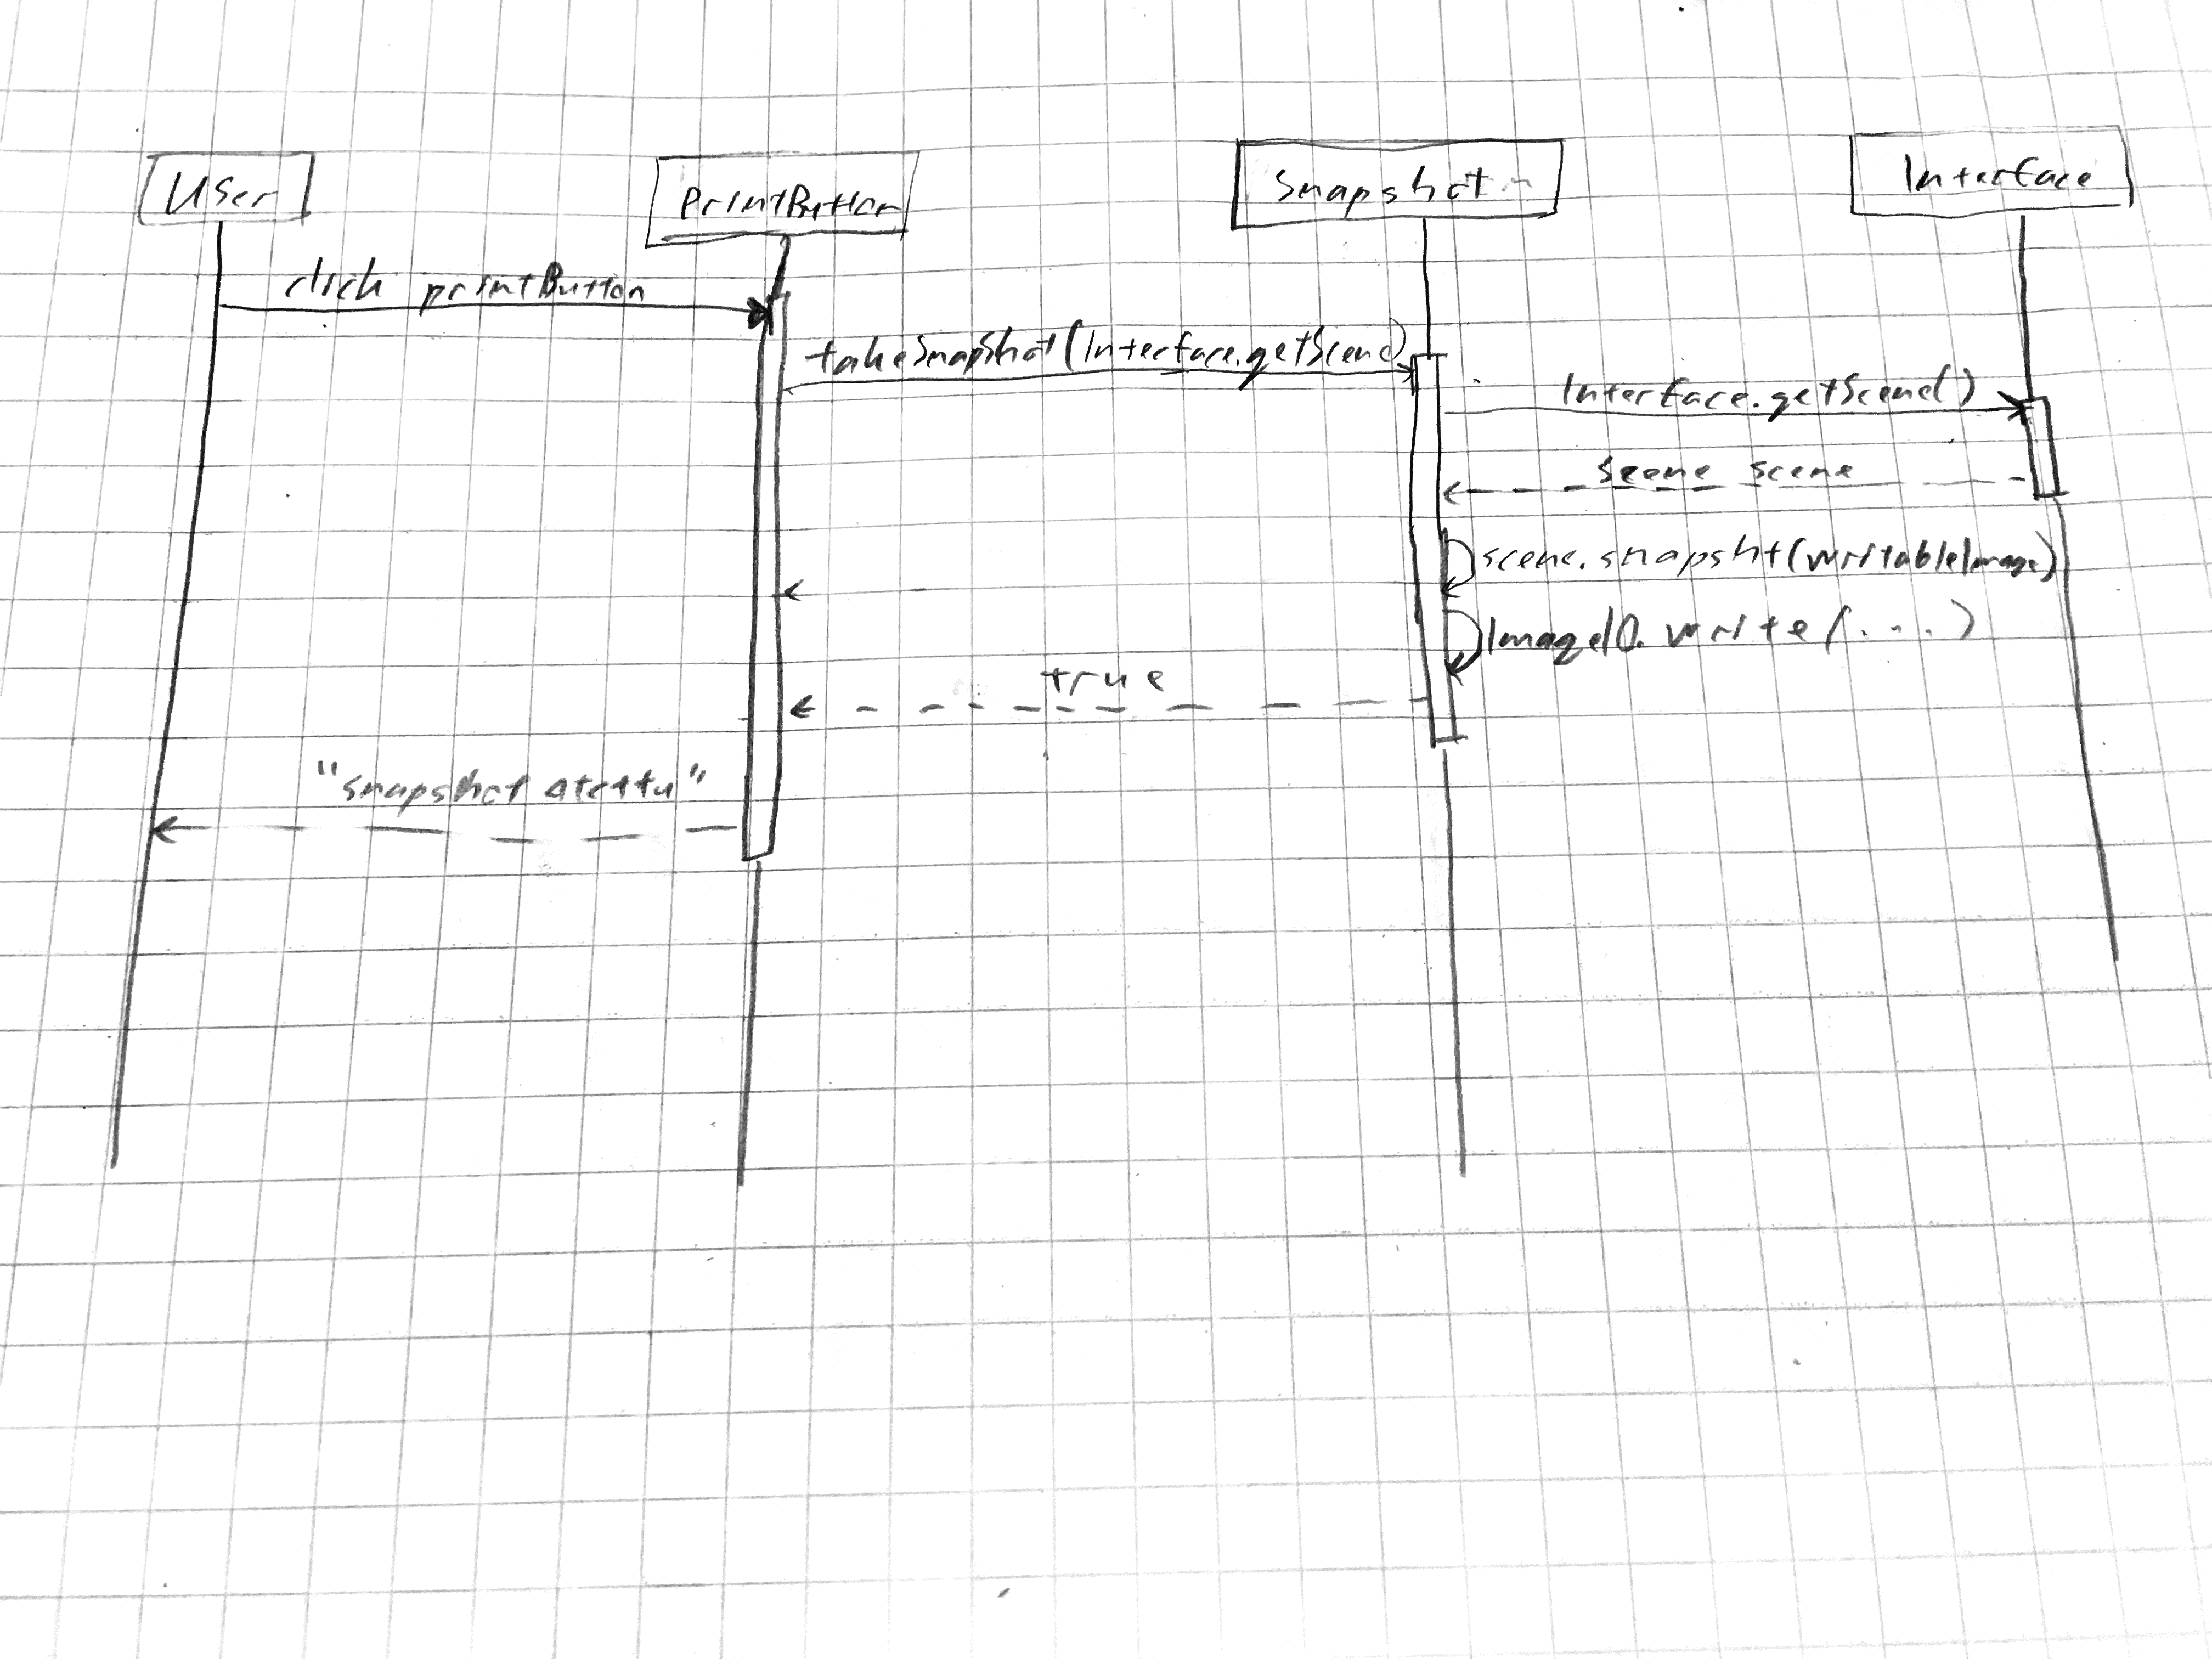 User
PrintButton
Snapshot
Interface
click printButton
takeSnapshot(Interface.getScene)
Interface.getScene()
scene scene
scene.snapsht(writableImage)
ImageIO.write(...)
true
"snapshot otettu"